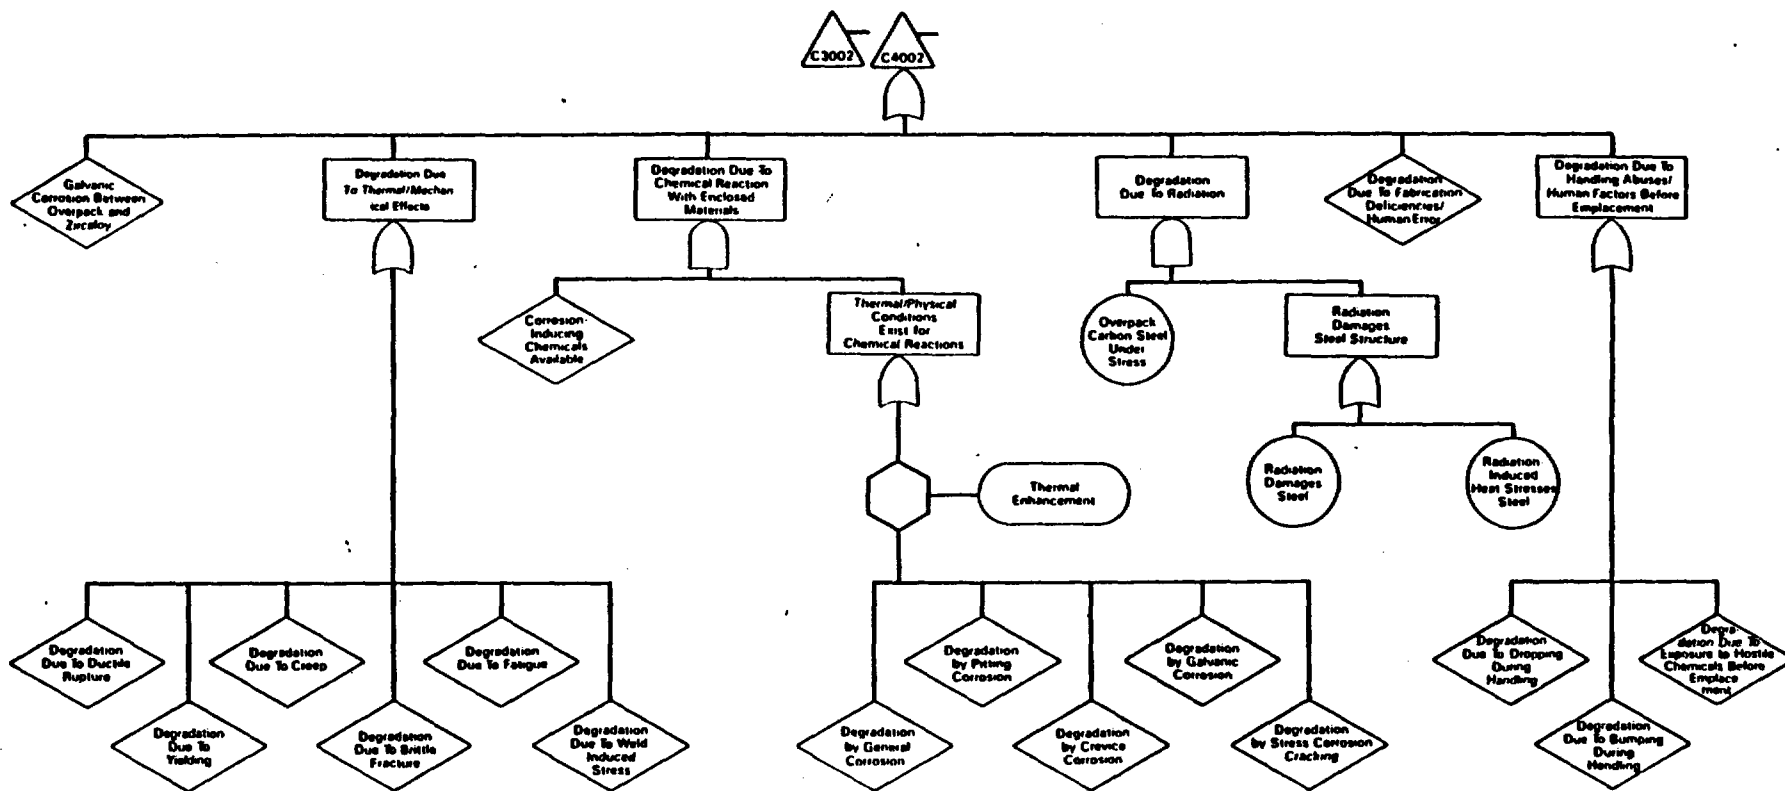 C3002
C4002
Galvanic
Corrosion Between
Overpack and
Zircaloy
Degradation Due
To Thermal/Mechan
ical Effects
Degradation Due To
Chemical Reaction
With Enclosed
Materials
Degradation
Due To Radiation
Degradation
Due To Fabrication
Deficiencies/
Human Error
Degradation Due To
Handling Abuses/
Human Factors Before
Emplacement
Corrosion-
Inducing
Chemicals
Available
Thermal/Physical
Conditions
Exist for
Chemical Reactions
Overpack
Carbon Steel
Under
Stress
Radiation
Damages
Steel Structure
Thermal
Enhancement
Radiation
Damages
Steel
Radiation
Induced
Heat Stresses
Steel
Degradation
Due To Ductile
Rupture
Degradation
Due To Yielding
Degradation
Due To Creep
Degradation
Due To Brittle
Fracture
Degradation
Due To Fatigue
Degradation
Due To Weld
Induced
Stress
Degradation
by General
Corrosion
Degradation
by Pitting
Corrosion
Degradation
by Crevice
Corrosion
Degradation
by Galvanic
Corrosion
Degradation
by Stress Corrosion
Cracking
Degradation
Due To Dropping
During
Handling
Degradation
Due To Bumping
During
Handling
Degra-
dation Due To
Exposure to Hostile
Chemicals Before
Emplace
ment